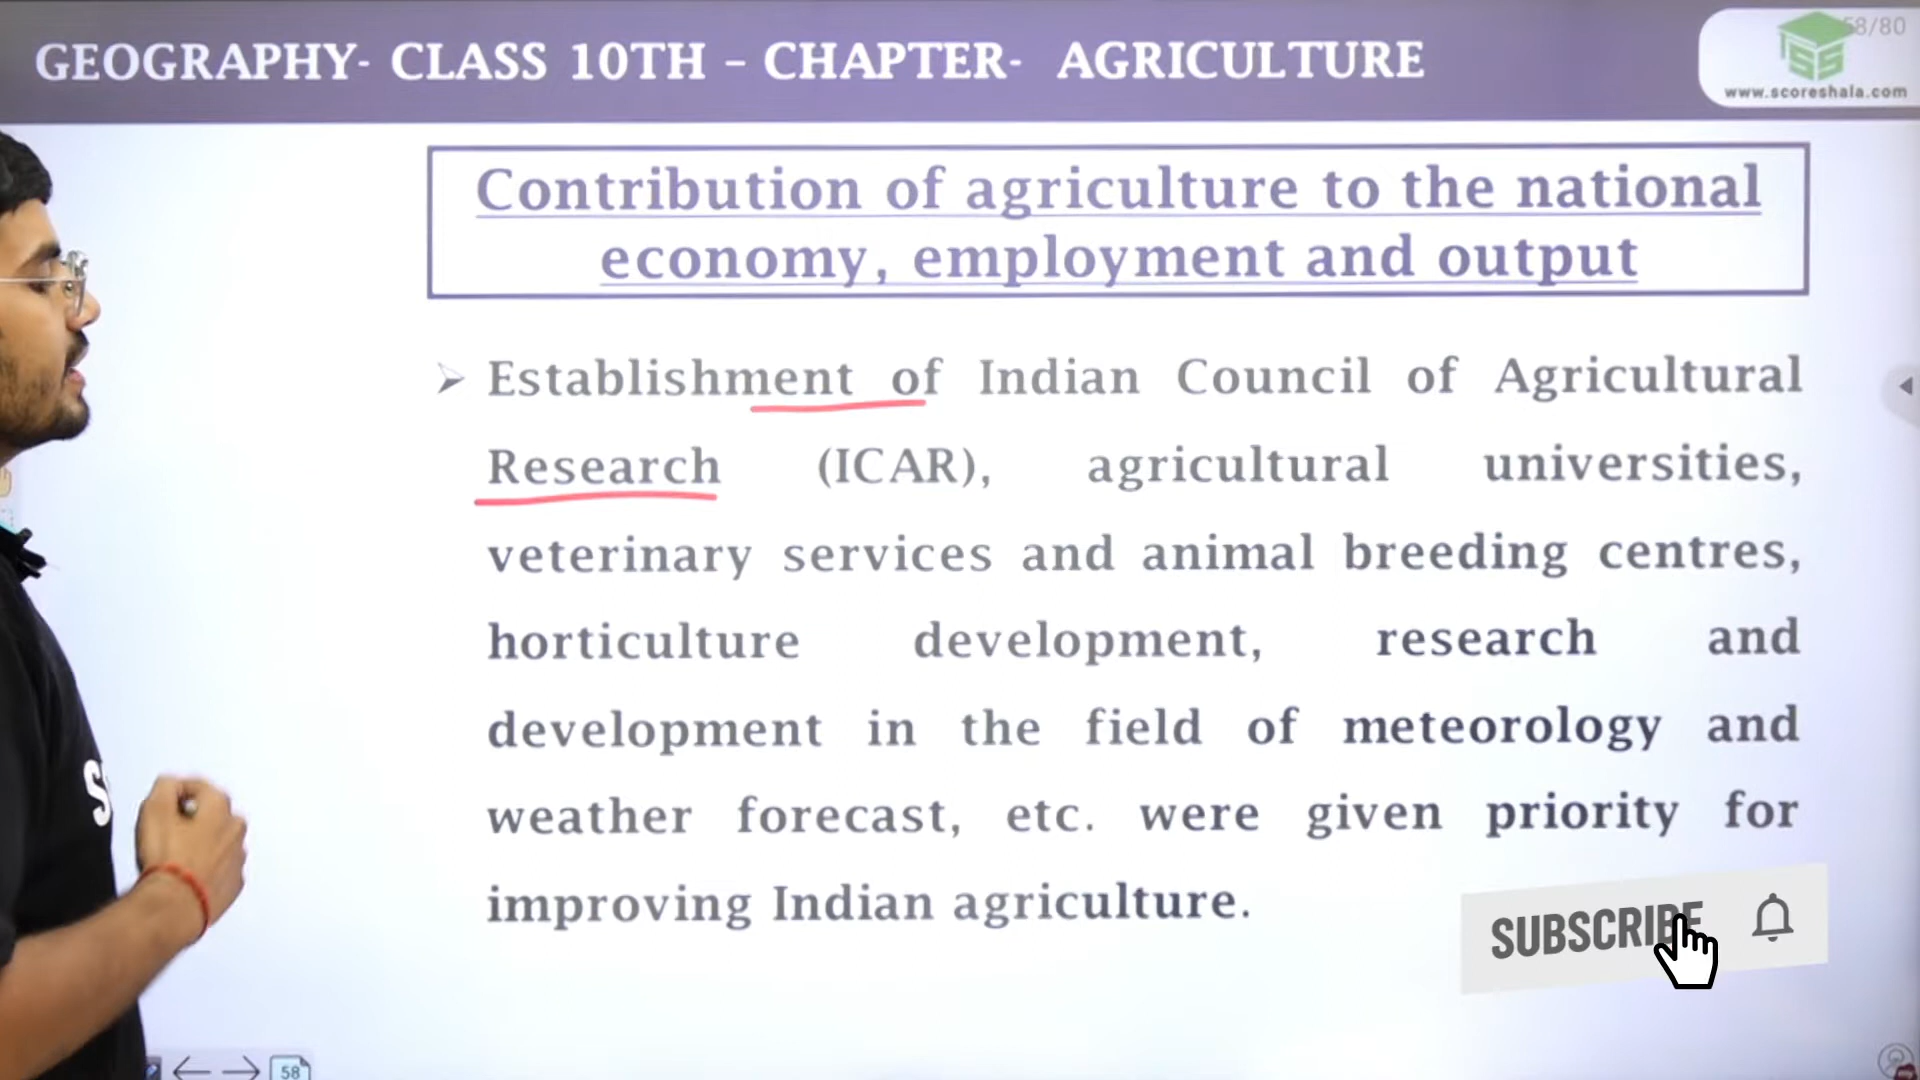 GEOGRAPHY- CLASS 10TH – CHAPTER- AGRICULTURE
58/80
www.scoreshala.com
Contribution of agriculture to the national
economy, employment and output
➢ Establishment of Indian Council of Agricultural
Research (ICAR), agricultural universities,
veterinary services and animal breeding centres,
horticulture development, research and
development in the field of meteorology and
weather forecast, etc. were given priority for
improving Indian agriculture.
SUBSCRIBE
58